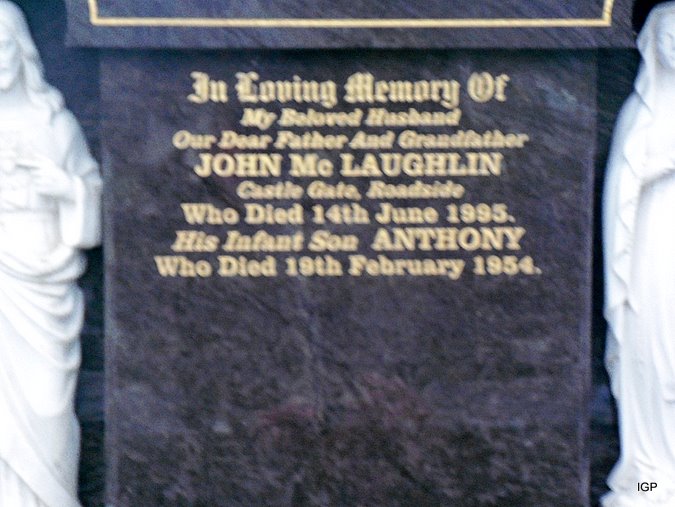 In Loving Memory Of
My Beloved Husband
Our Dear Father And Grandfather
JOHN Mc LAUGHLIN
Castle Gate, Roadside
Who Died 14th June 1995.
His Infant Son ANTHONY
Who Died 19th February 1954.
IGP